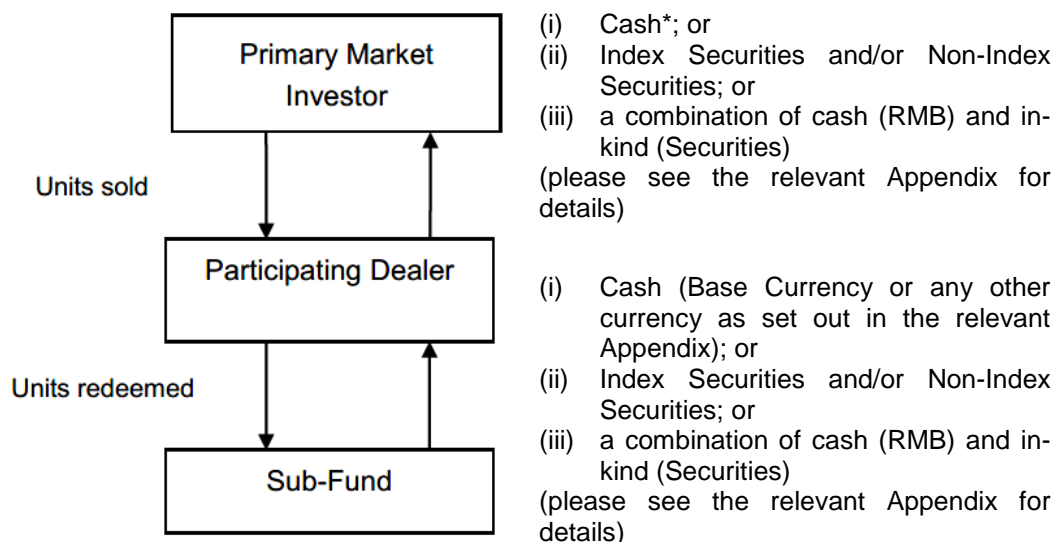 Primary Market
Investor
Units sold
(i) Cash*; or
(ii) Index Securities and/or Non-Index
Securities; or
(iii) a combination of cash (RMB) and in-
kind (Securities)
(please see the relevant Appendix for
details)
Participating Dealer
Units redeemed
(i) Cash (Base Currency or any other
currency as set out in the relevant
Appendix); or
(ii) Index Securities and/or Non-Index
Securities; or
(iii) a combination of cash (RMB) and in-
kind (Securities)
(please see the relevant Appendix for
details)
Sub-Fund